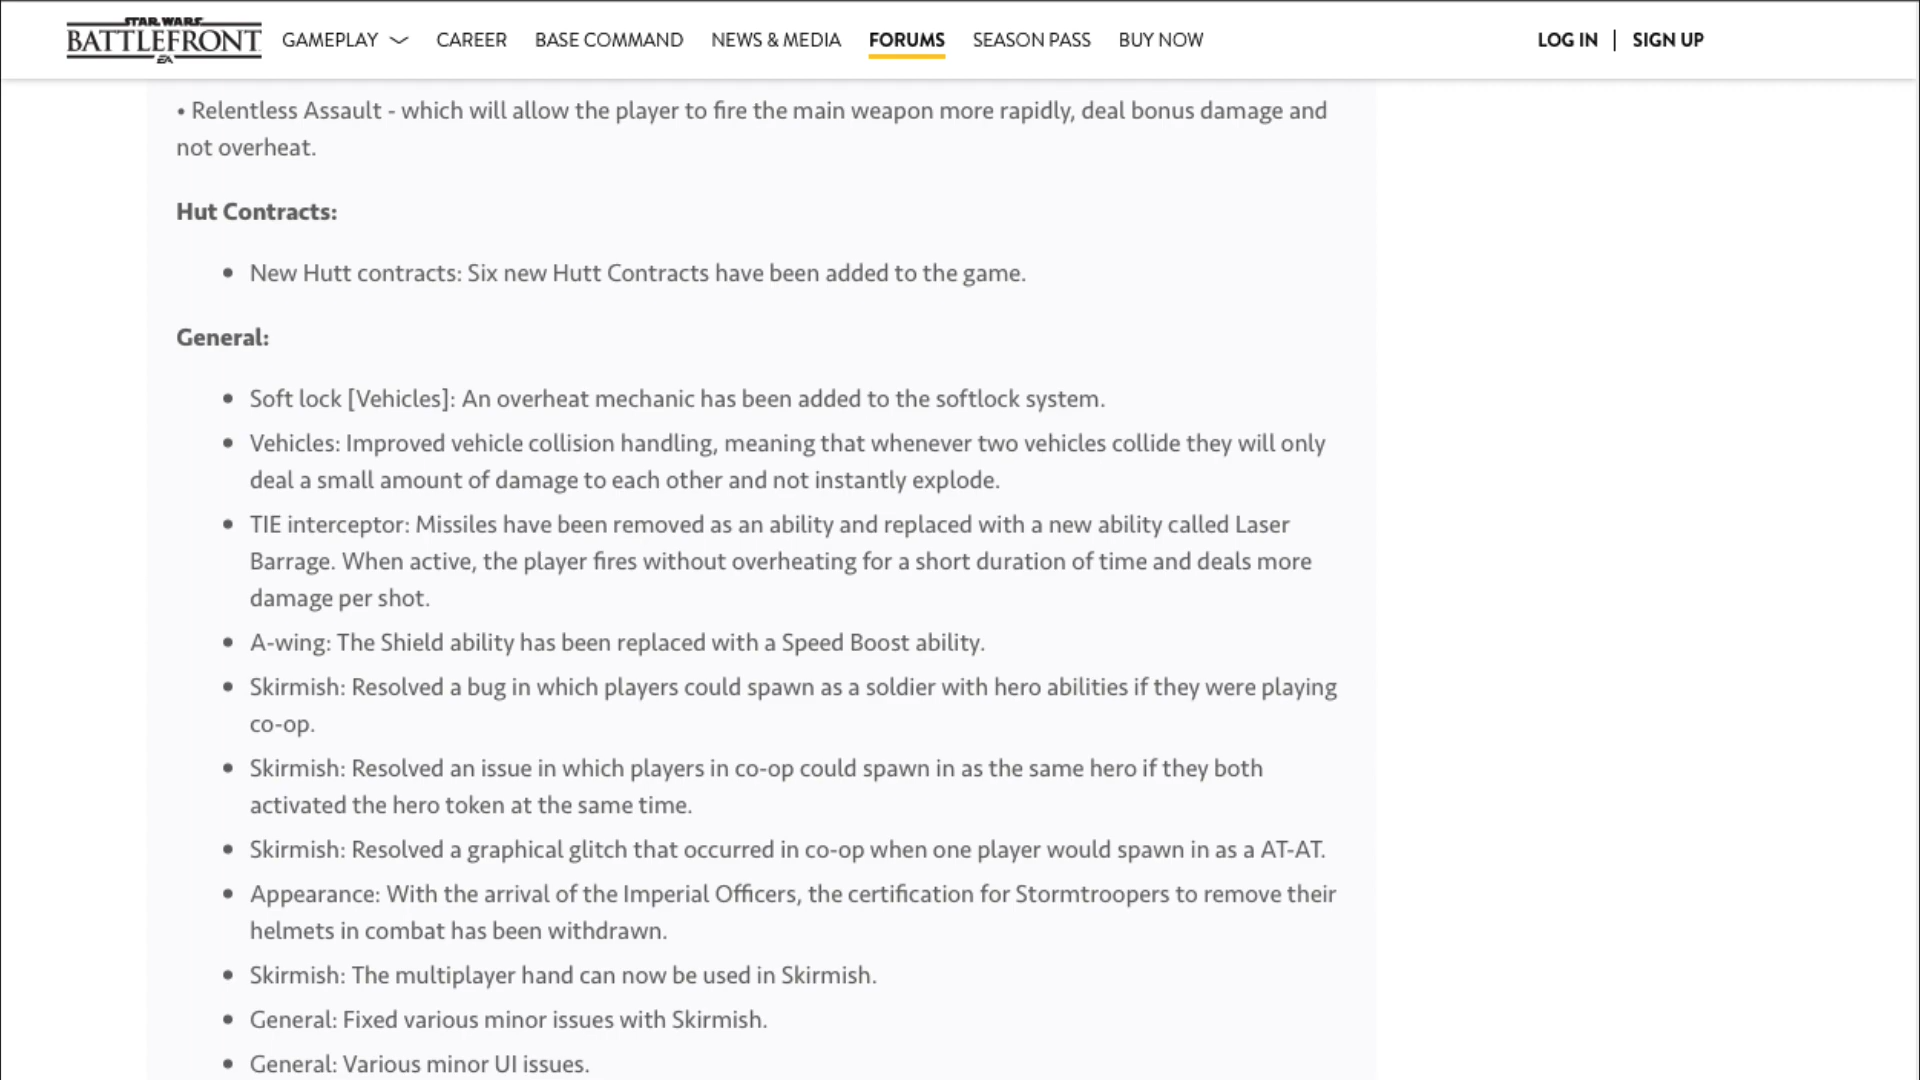 STAR WARS
BATTLEFRONT
EA
GAMEPLAY CAREER BASE COMMAND NEWS & MEDIA FORUMS SEASON PASS BUY NOW LOG IN | SIGN UP
• Relentless Assault - which will allow the player to fire the main weapon more rapidly, deal bonus damage and
not overheat.
Hut Contracts:
• New Hutt contracts: Six new Hutt Contracts have been added to the game.
General:
• Soft lock [Vehicles]: An overheat mechanic has been added to the softlock system.
• Vehicles: Improved vehicle collision handling, meaning that whenever two vehicles collide they will only
deal a small amount of damage to each other and not instantly explode.
• TIE interceptor: Missiles have been removed as an ability and replaced with a new ability called Laser
Barrage. When active, the player fires without overheating for a short duration of time and deals more
damage per shot.
• A-wing: The Shield ability has been replaced with a Speed Boost ability.
• Skirmish: Resolved a bug in which players could spawn as a soldier with hero abilities if they were playing
co-op.
• Skirmish: Resolved an issue in which players in co-op could spawn in as the same hero if they both
activated the hero token at the same time.
• Skirmish: Resolved a graphical glitch that occurred in co-op when one player would spawn in as a AT-AT.
• Appearance: With the arrival of the Imperial Officers, the certification for Stormtroopers to remove their
helmets in combat has been withdrawn.
• Skirmish: The multiplayer hand can now be used in Skirmish.
• General: Fixed various minor issues with Skirmish.
• General: Various minor UI issues.